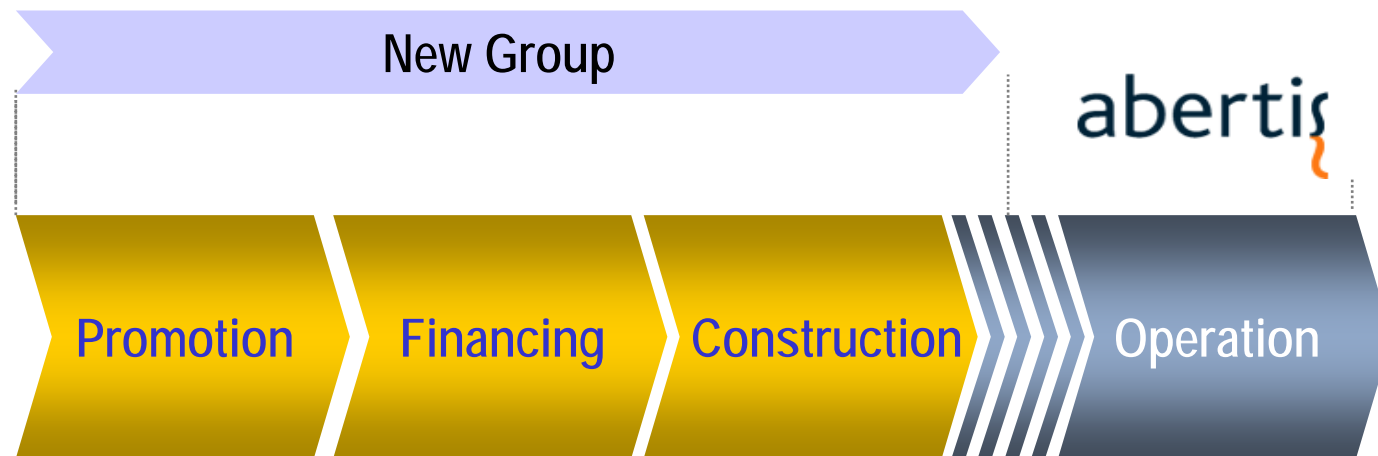 New Group
abertis
Promotion
Financing
Construction
Operation